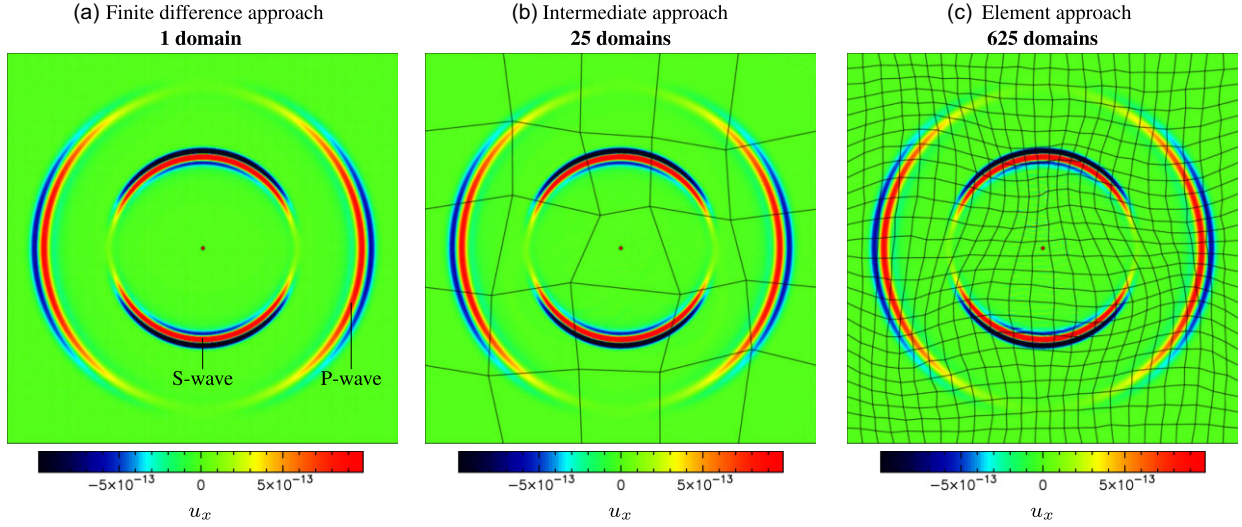 (a) Finite difference approach
1 domain
(b) Intermediate approach
25 domains
(c) Element approach
625 domains
S-wave
P-wave
−5×10⁻¹³ 0 5×10⁻¹³
uₓ
−5×10⁻¹³ 0 5×10⁻¹³
uₓ
−5×10⁻¹³ 0 5×10⁻¹³
uₓ